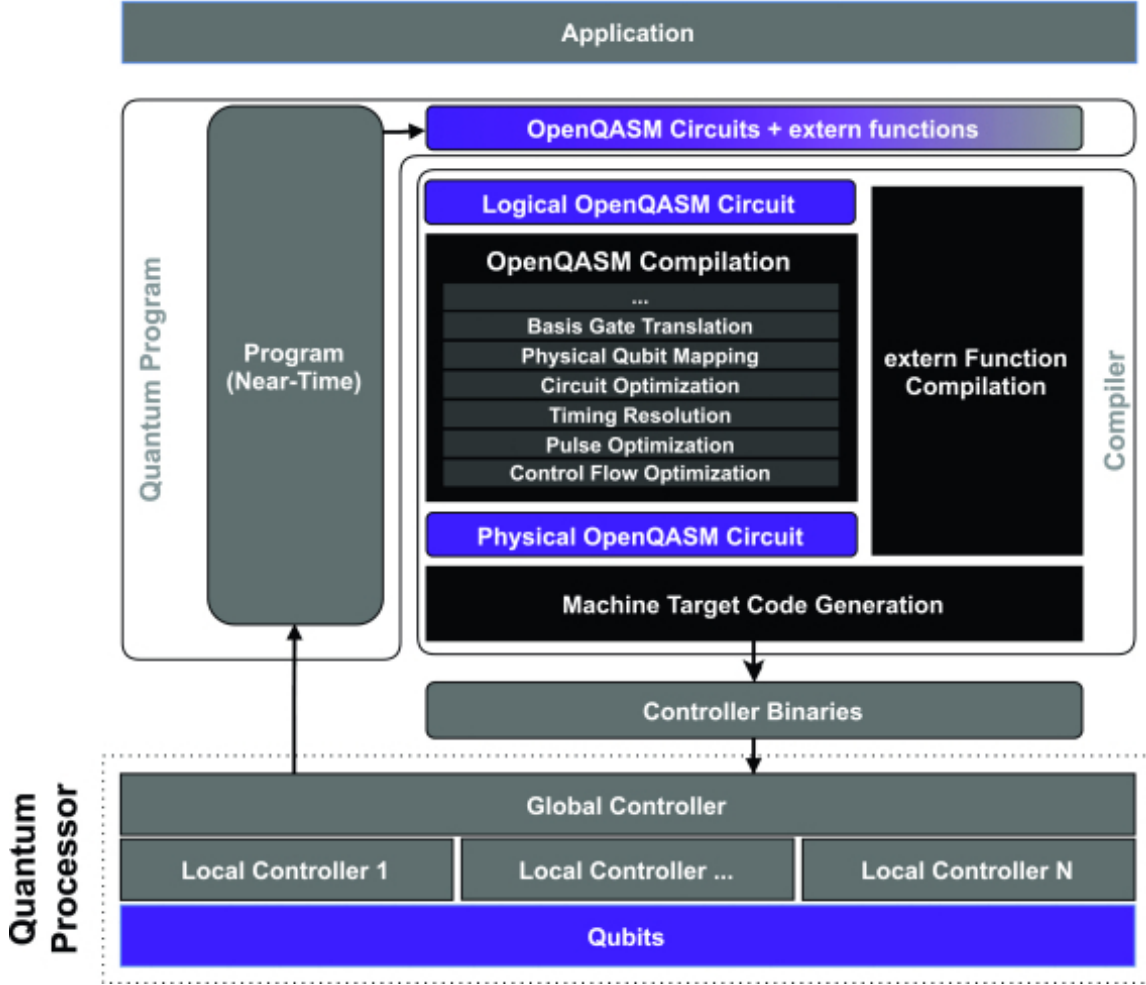 Application
Quantum Program
Program
(Near-Time)
OpenQASM Circuits + extern functions
Logical OpenQASM Circuit
OpenQASM Compilation
...
Basis Gate Translation
Physical Qubit Mapping
Circuit Optimization
Timing Resolution
Pulse Optimization
Control Flow Optimization
Physical OpenQASM Circuit
extern Function
Compilation
Compiler
Machine Target Code Generation
Controller Binaries
Quantum
Processor
Global Controller
Local Controller 1
Local Controller ...
Local Controller N
Qubits